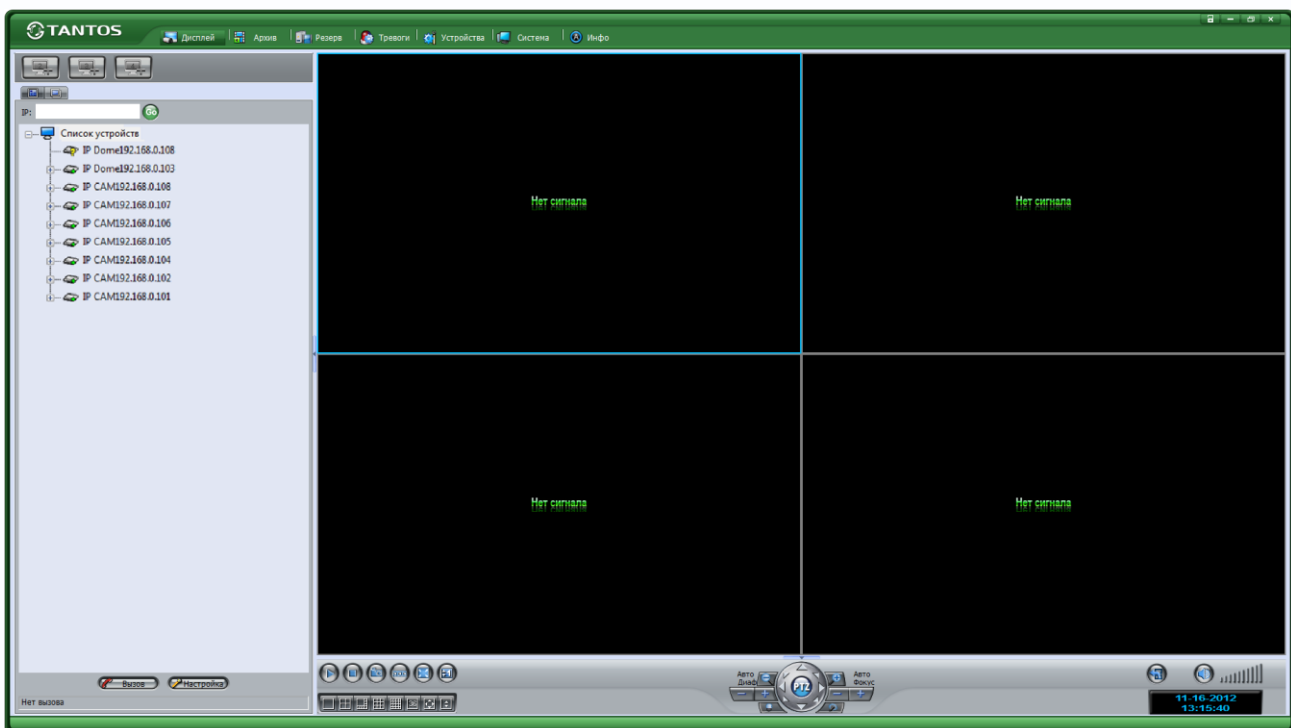 TANTOS
Дисплей Архив Резерв Тревоги Устройства Система Инфо
IP: Go
Список устройств
IP Dome192.168.0.108
IP Dome192.168.0.103
IP CAM192.168.0.108
IP CAM192.168.0.107
IP CAM192.168.0.106
IP CAM192.168.0.105
IP CAM192.168.0.104
IP CAM192.168.0.102
IP CAM192.168.0.101
Нет сигнала Нет сигнала
Нет сигнала Нет сигнала
Вызов Настройка
Нет вызова
Авто Диаф
PTZ
Авто Фокус
11-16-2012
13:15:40